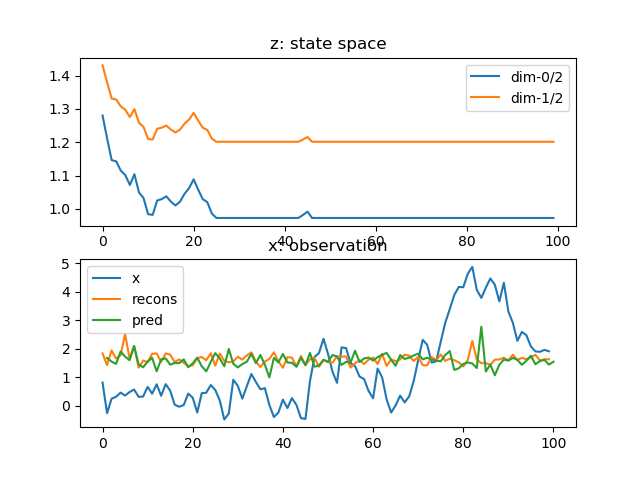 z: state space
1.4
1.3
1.2
1.1
1.0
dim-0/2
dim-1/2
0 20 40 60 80 100
x: observation
5
4
3
2
1
0
x
recons
pred
0 20 40 60 80 100